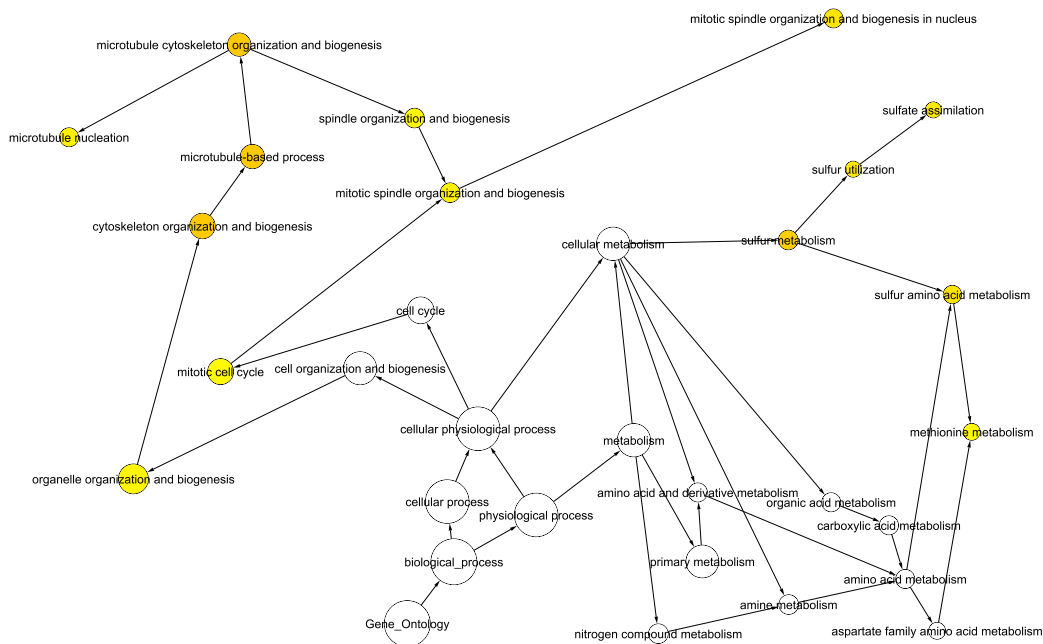 mitotic spindle organization and biogenesis in nucleus
microtubule cytoskeleton organization and biogenesis
sulfate assimilation
spindle organization and biogenesis
microtubule nucleation
microtubule-based process
sulfur utilization
mitotic spindle organization and biogenesis
cytoskeleton organization and biogenesis
sulfur metabolism
cellular metabolism
sulfur amino acid metabolism
cell cycle
cell organization and biogenesis
mitotic cell cycle
cellular physiological process
methionine metabolism
metabolism
organelle organization and biogenesis
amino acid and derivative metabolism
cellular process
organic acid metabolism
physiological process
carboxylic acid metabolism
biological_process
primary metabolism
amino acid metabolism
amine metabolism
Gene_Ontology
aspartate family amino acid metabolism
nitrogen compound metabolism